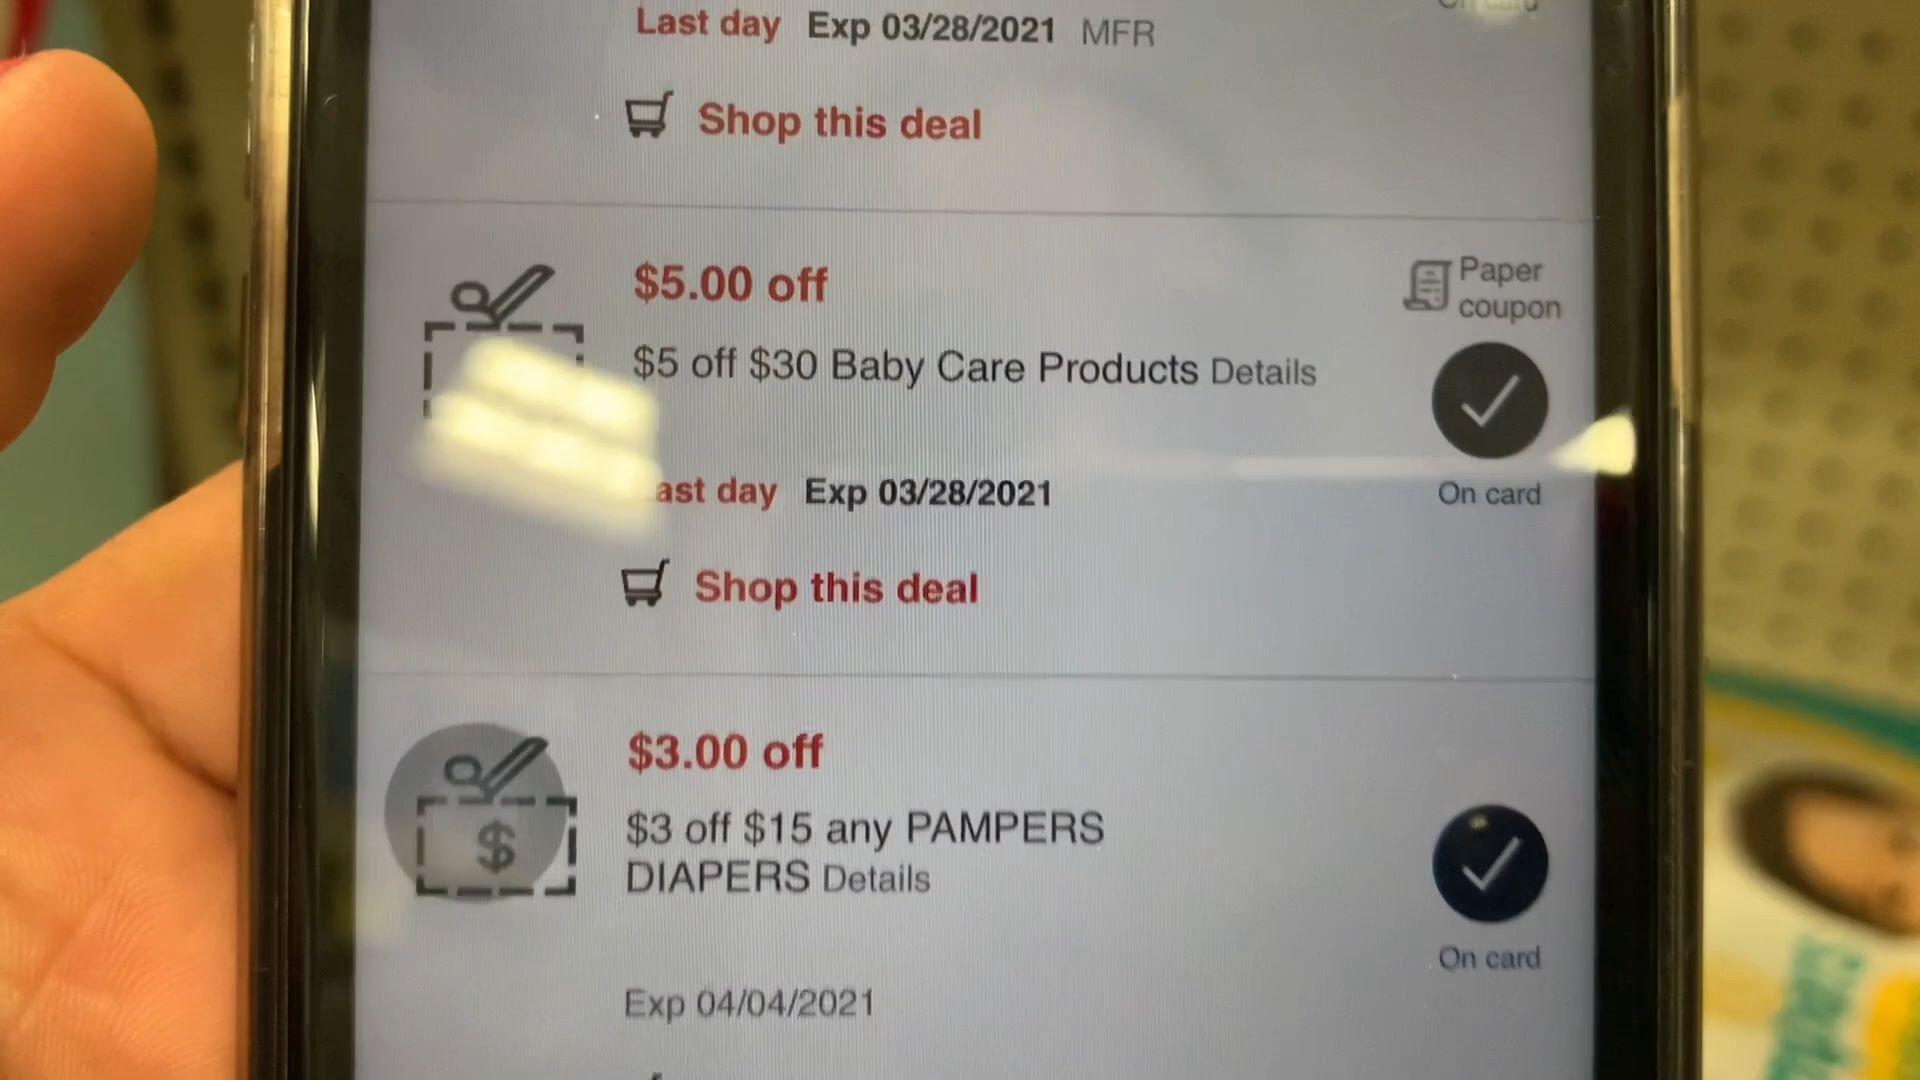 Last day Exp 03/28/2021 MFR
On card
Shop this deal
$5.00 off
Paper
coupon
$5 off $30 Baby Care Products Details
ast day Exp 03/28/2021
On card
Shop this deal
$3.00 off
$3 off $15 any PAMPERS
DIAPERS Details
$
On card
Exp 04/04/2021